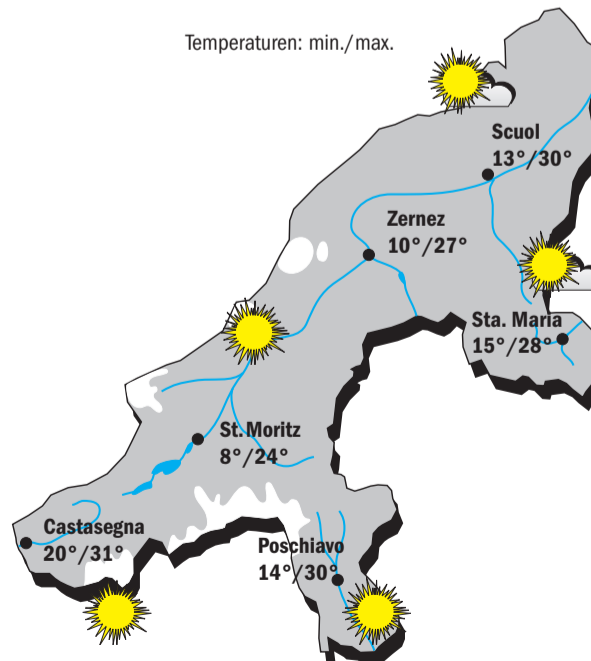 Temperaturen: min./max.
Scuol
13°/30°
Zernez
10°/27°
Sta. Maria
15°/28°
St. Moritz
8°/24°
Castasegna
20°/31°
Poschiavo
14°/30°